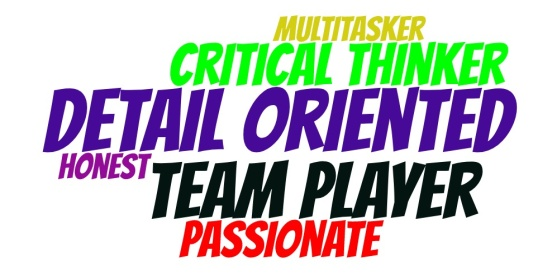 MULTITASKER
CRITICAL THINKER
DETAIL ORIENTED
HONEST
TEAM PLAYER
PASSIONATE